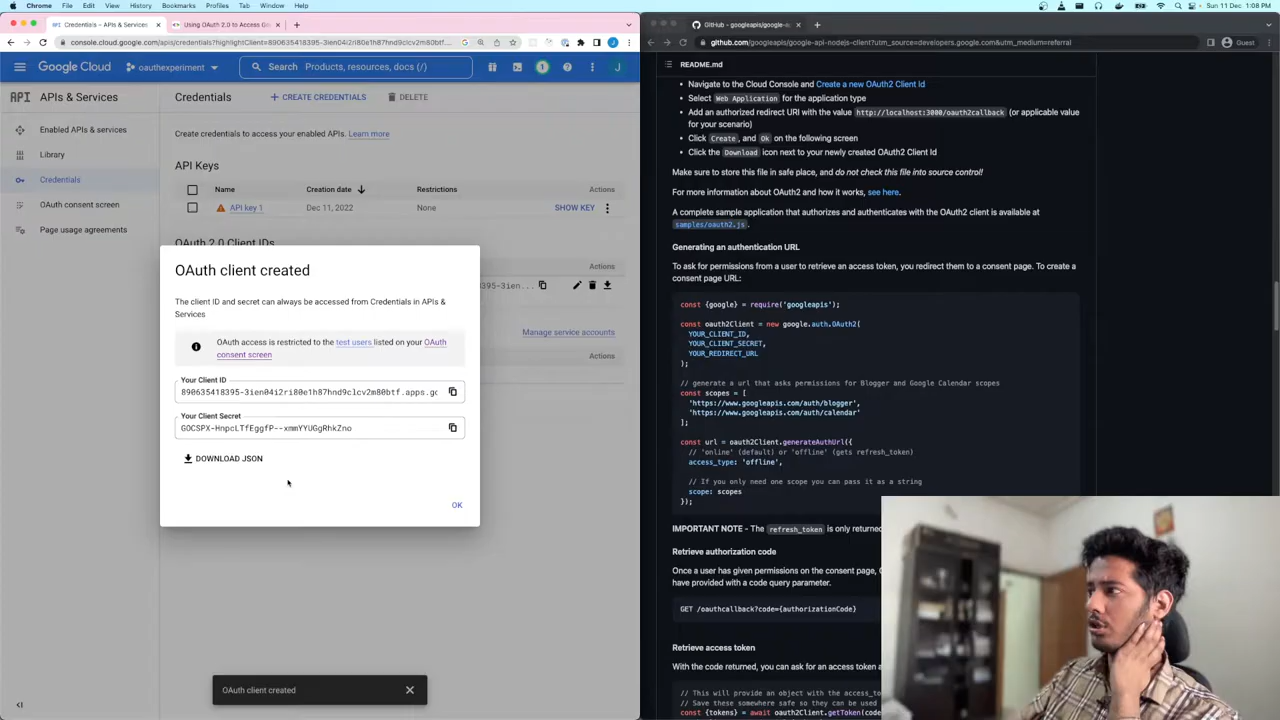 Chrome File Edit View History Bookmarks Profiles Tab Window Help
Sun 11 Dec 1:08 PM
Credentials – APIs & Services
Using OAuth 2.0 to Access Go
console.cloud.google.com/apis/credentials?highlightClient=890635418395-3ien04i2ri80e1h87hnd9clcv2m80btf.
Google Cloud
oauthexperiment
Search Products, resources, docs (/)
1
J
API APIs & Services
Enabled APIs & services
Library
Credentials
OAuth consent screen
Page usage agreements
Credentials
+ CREATE CREDENTIALS
DELETE
Create credentials to access your enabled APIs. Learn more
API Keys
Name Creation date Restrictions Actions
API key 1 Dec 11, 2022 None SHOW KEY
OAuth 2.0 Client IDs
Actions
8395-3ien...
Manage service accounts
Actions
OAuth client created
The client ID and secret can always be accessed from Credentials in APIs &
Services
OAuth access is restricted to the test users listed on your OAuth
consent screen
Your Client ID
890635418395-3ien04i2ri80e1h87hnd9clcv2m80btf.apps.gc
Your Client Secret
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
DOWNLOAD JSON
OK
OAuth client created
GitHub - googleapis/google-a
github.com/googleapis/google-api-nodejs-client?utm_source=developers.google.com&utm_medium=referral
Guest
README.md
Navigate to the Cloud Console and Create a new OAuth2 Client Id
Select Web Application for the application type
Add an authorized redirect URI with the value http://localhost:3000/oauth2callback (or applicable value
for your scenario)
Click Create, and Ok on the following screen
Click the Download icon next to your newly created OAuth2 Client Id
Make sure to store this file in safe place, and do not check this file into source control!
For more information about OAuth2 and how it works, see here.
A complete sample application that authorizes and authenticates with the OAuth2 client is available at
samples/oauth2.js.
Generating an authentication URL
To ask for permissions from a user to retrieve an access token, you redirect them to a consent page. To create a
consent page URL:
const {google} = require('googleapis');
const oauth2Client = new google.auth.OAuth2(
YOUR_CLIENT_ID,
YOUR_CLIENT_SECRET,
YOUR_REDIRECT_URL
);
// generate a url that asks permissions for Blogger and Google Calendar scopes
const scopes = [
'https://www.googleapis.com/auth/blogger',
'https://www.googleapis.com/auth/calendar'
];
const url = oauth2Client.generateAuthUrl({
// 'online' (default) or 'offline' (gets refresh_token)
access_type: 'offline',
// If you only need one scope you can pass it as a string
scope: scopes
});
IMPORTANT NOTE - The refresh_token is only returned
Retrieve authorization code
Once a user has given permissions on the consent page, G
have provided with a code query parameter.
GET /oauthcallback?code={authorizationCode}
Retrieve access token
With the code returned, you can ask for an access token a
// This will provide an object with the access_to
// Save these somewhere safe so they can be used
const {tokens} = await oauth2Client.getToken(code